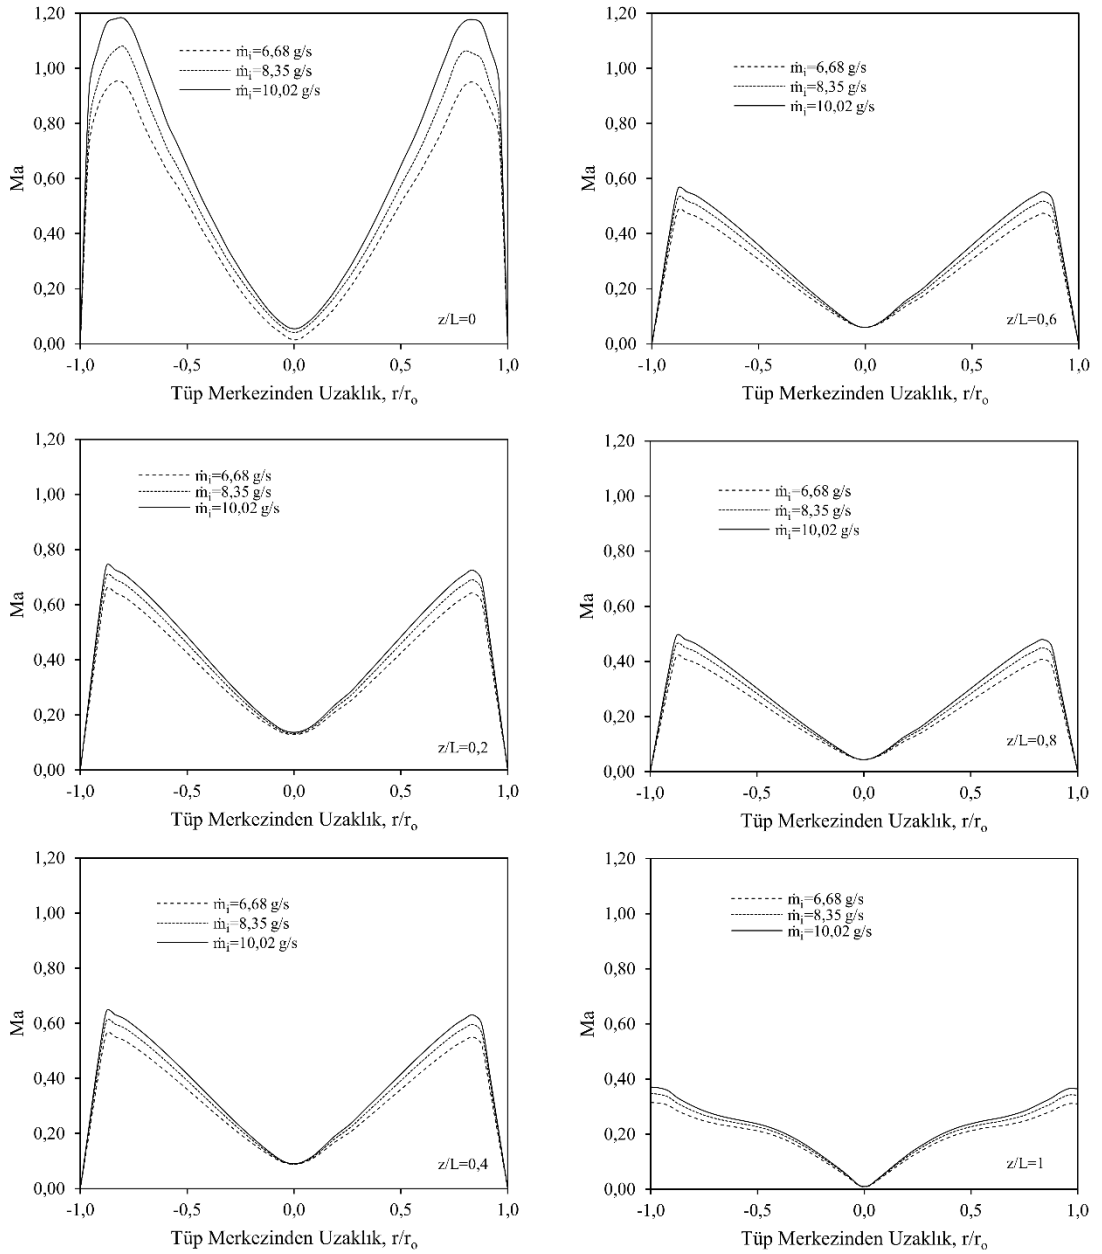 1,20
1,00
0,80
0,60
0,40
0,20
0,00
Ma
ṁi=6,68 g/s
ṁi=8,35 g/s
ṁi=10,02 g/s
z/L=0
-1,0 -0,5 0,0 0,5 1,0
Tüp Merkezinden Uzaklık, r/ro
1,20
1,00
0,80
0,60
0,40
0,20
0,00
Ma
ṁi=6,68 g/s
ṁi=8,35 g/s
ṁi=10,02 g/s
z/L=0,6
-1,0 -0,5 0,0 0,5 1,0
Tüp Merkezinden Uzaklık, r/ro
1,20
1,00
0,80
0,60
0,40
0,20
0,00
Ma
ṁi=6,68 g/s
ṁi=8,35 g/s
ṁi=10,02 g/s
z/L=0,2
-1,0 -0,5 0,0 0,5 1,0
Tüp Merkezinden Uzaklık, r/ro
1,20
1,00
0,80
0,60
0,40
0,20
0,00
Ma
ṁi=6,68 g/s
ṁi=8,35 g/s
ṁi=10,02 g/s
z/L=0,8
-1,0 -0,5 0,0 0,5 1,0
Tüp Merkezinden Uzaklık, r/ro
1,20
1,00
0,80
0,60
0,40
0,20
0,00
Ma
ṁi=6,68 g/s
ṁi=8,35 g/s
ṁi=10,02 g/s
z/L=0,4
-1,0 -0,5 0,0 0,5 1,0
Tüp Merkezinden Uzaklık, r/ro
1,20
1,00
0,80
0,60
0,40
0,20
0,00
Ma
ṁi=6,68 g/s
ṁi=8,35 g/s
ṁi=10,02 g/s
z/L=1
-1,0 -0,5 0,0 0,5 1,0
Tüp Merkezinden Uzaklık, r/ro